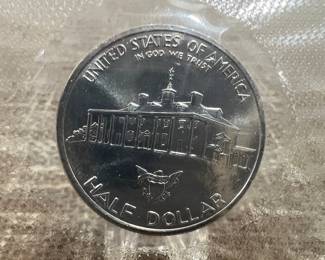 UNITED STATES OF AMERICA
IN GOD WE TRUST
HALF DOLLAR